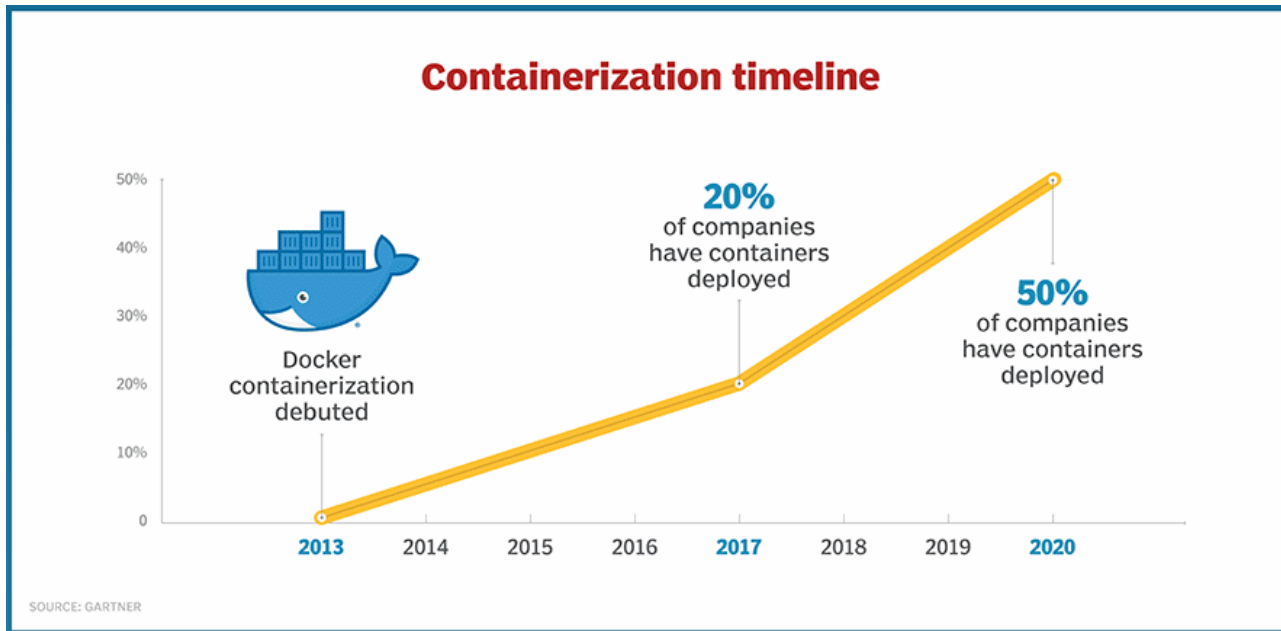 Containerization timeline
50%
40%
30%
20%
10%
0
Docker
containerization
debuted
20%
of companies
have containers
deployed
50%
of companies
have containers
deployed
2013 2014 2015 2016 2017 2018 2019 2020
SOURCE: GARTNER